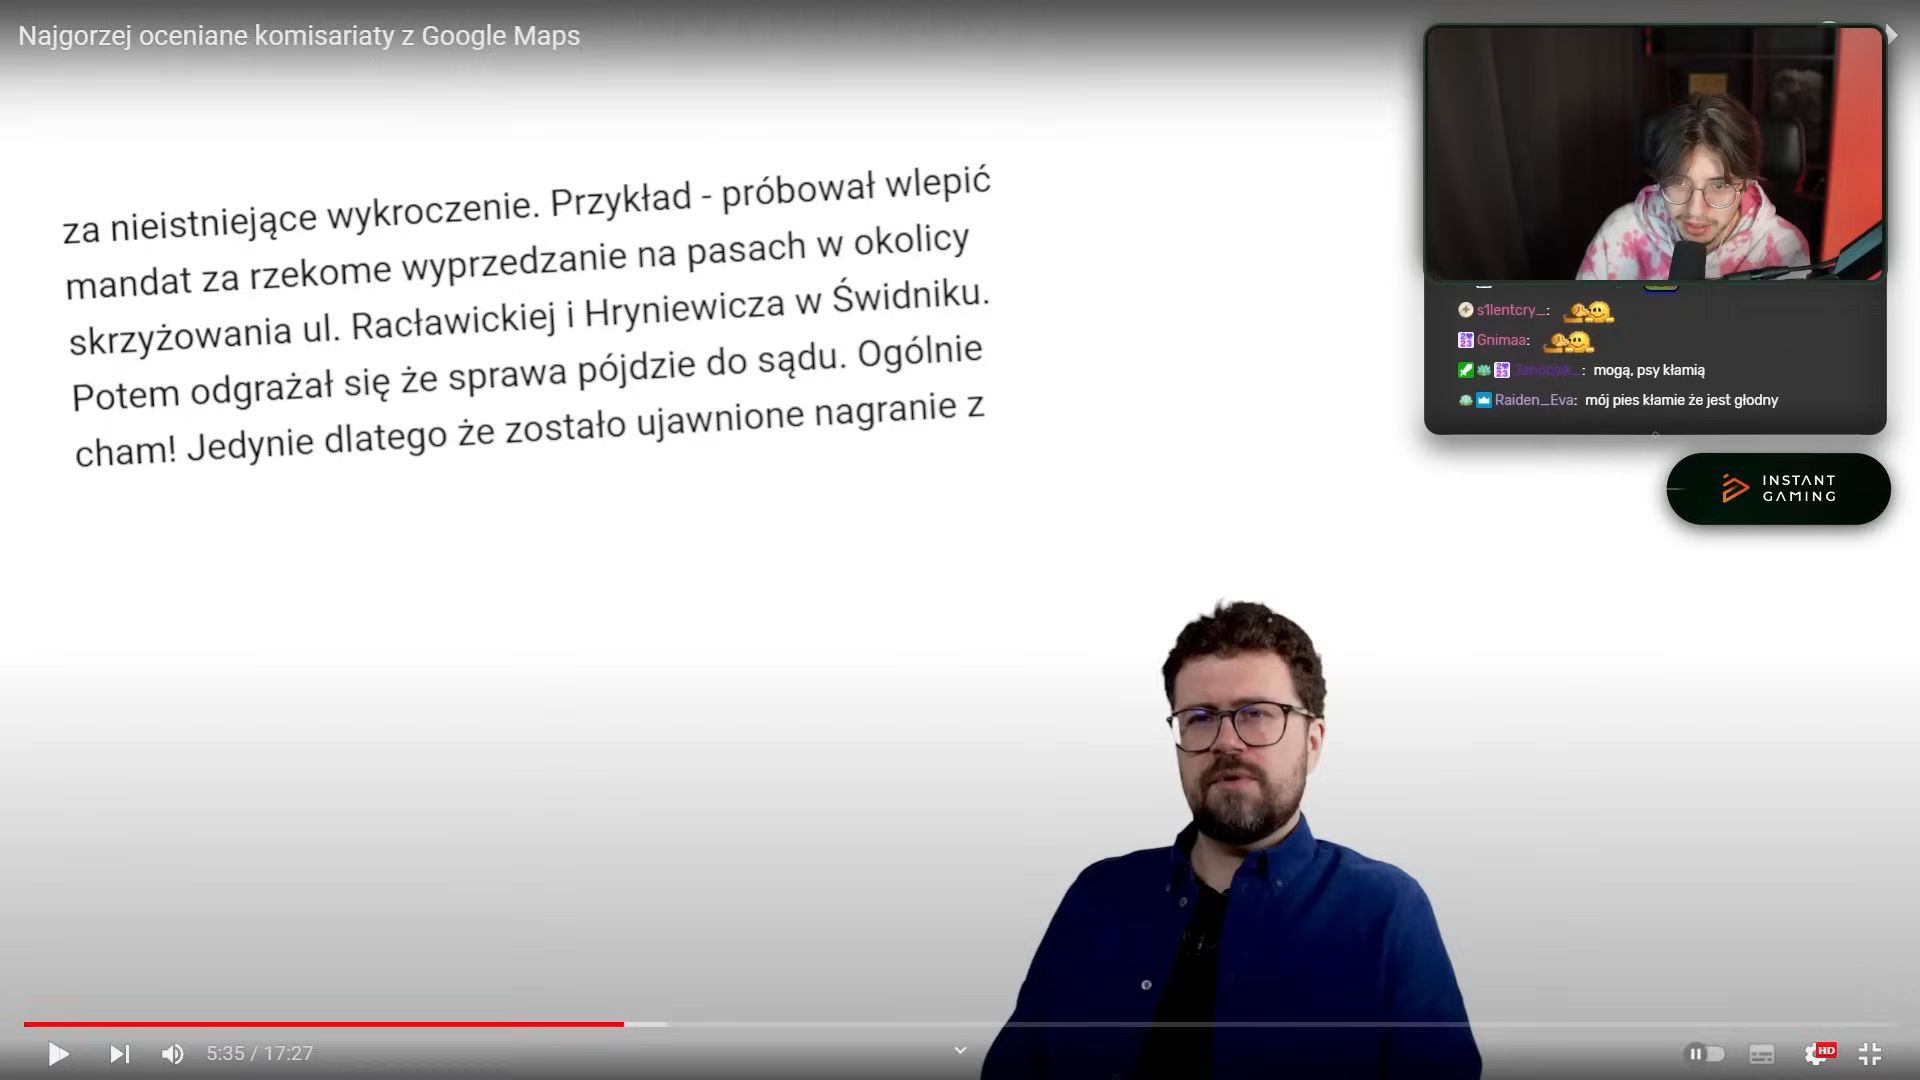 Najgorzej oceniane komisariaty z Google Maps
za nieistniejące wykroczenie. Przykład - próbował wlepić
mandat za rzekome wyprzedzanie na pasach w okolicy
skrzyżowania ul. Racławickiej i Hryniewicza w Świdniku.
Potem odgrażał się że sprawa pójdzie do sądu. Ogólnie
cham! Jedynie dlatego że zostało ujawnione nagranie z
s1lentcry_:
Gnimaa:
: mogą, psy kłamią
Raiden_Eva: mój pies kłamie że jest głodny
INSTANT
GAMING
5:35 / 17:27
HD